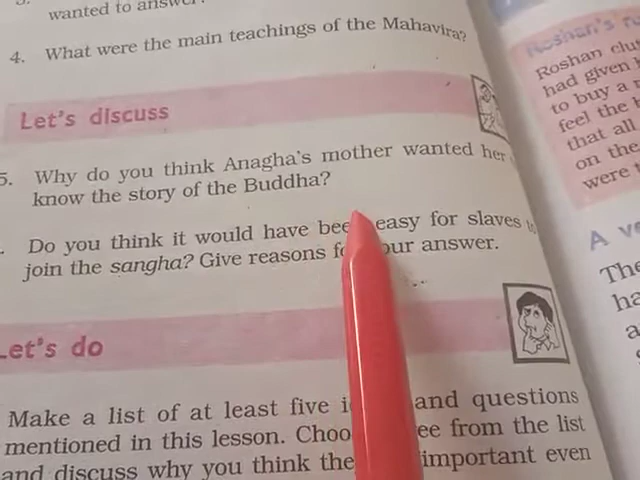 wanted to answer.
4. What were the main teachings of the Mahavira?
Let's discuss
5. Why do you think Anagha's mother wanted her
know the story of the Buddha?
. Do you think it would have bee easy for slaves to
join the sangha? Give reasons f our answer.
Let's do
Make a list of at least five i and questions
mentioned in this lesson. Choo ee from the list
and discuss why you think the important even
Roshan's
Roshan clut
had given
to buy a
feel the
that all
on the
were
A ve
The
ha
a